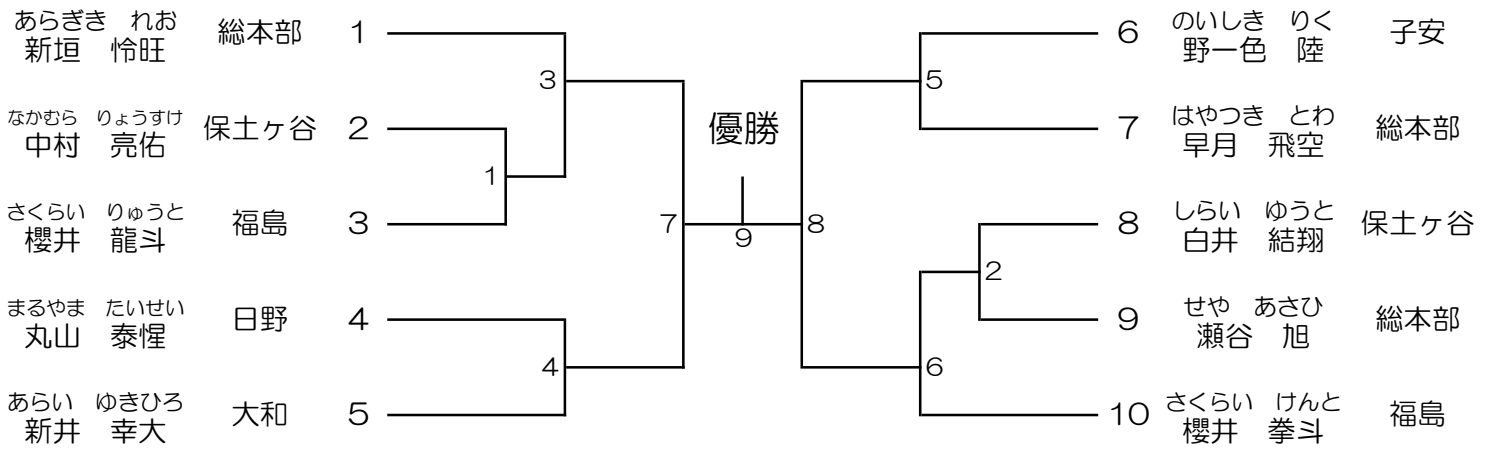 あらぎき れお
新垣 怜旺 総本部 1
なかむら りょうすけ
中村 亮佑 保土ヶ谷 2
さくらい りゅうと
櫻井 龍斗 福島 3
まるやま たいせい
丸山 泰惺 日野 4
あらい ゆきひろ
新井 幸大 大和 5
3
1
4
7
優勝
9
8
5
2
6
のいしき りく
6 野一色 陸 子安
はやつき とわ
7 早月 飛空 総本部
しらい ゆうと
8 白井 結翔 保土ヶ谷
せや あさひ
9 瀬谷 旭 総本部
さくらい けんと
10 櫻井 拳斗 福島